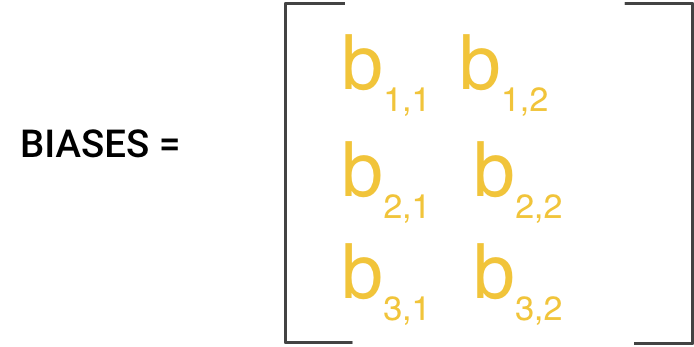 b1,1 b1,2
BIASES =
b2,1 b2,2
b3,1 b3,2